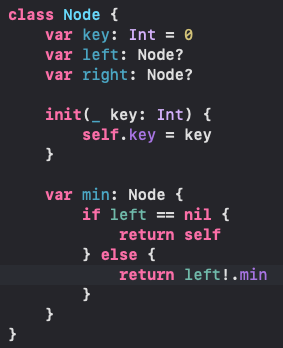 class Node {
    var key: Int = 0
    var left: Node?
    var right: Node?

    init(_ key: Int) {
        self.key = key
    }

    var min: Node {
        if left == nil {
            return self
        } else {
            return left!.min
        }
    }
}